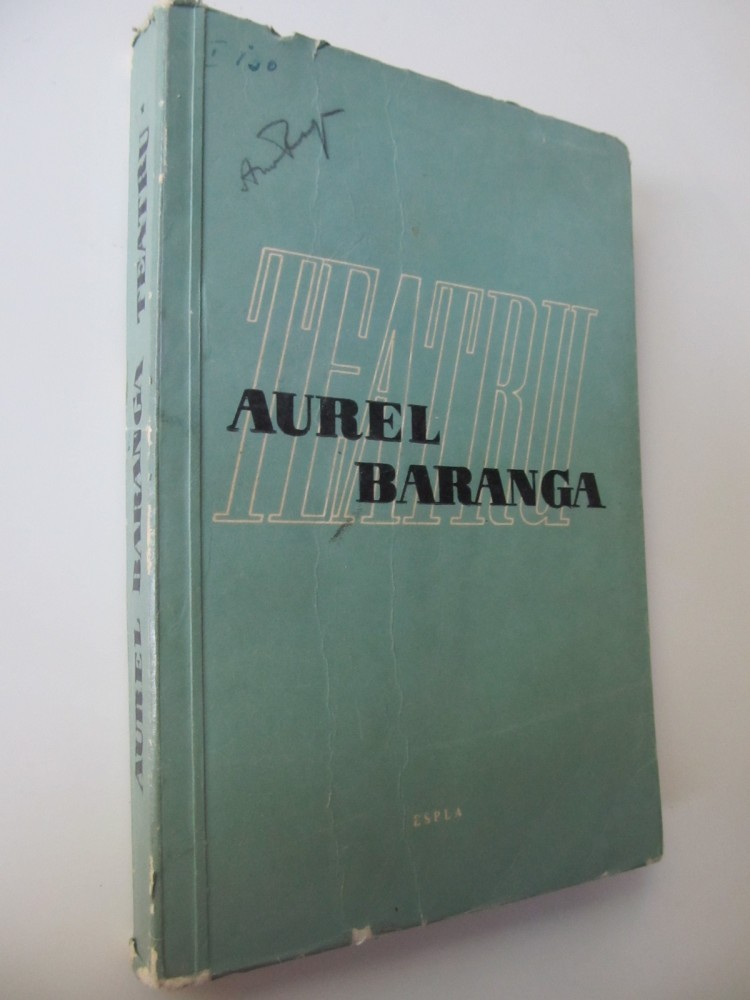 AUREL BARANGA TEATRU ·
TEATRU
AUREL
BARANGA
ESPLA